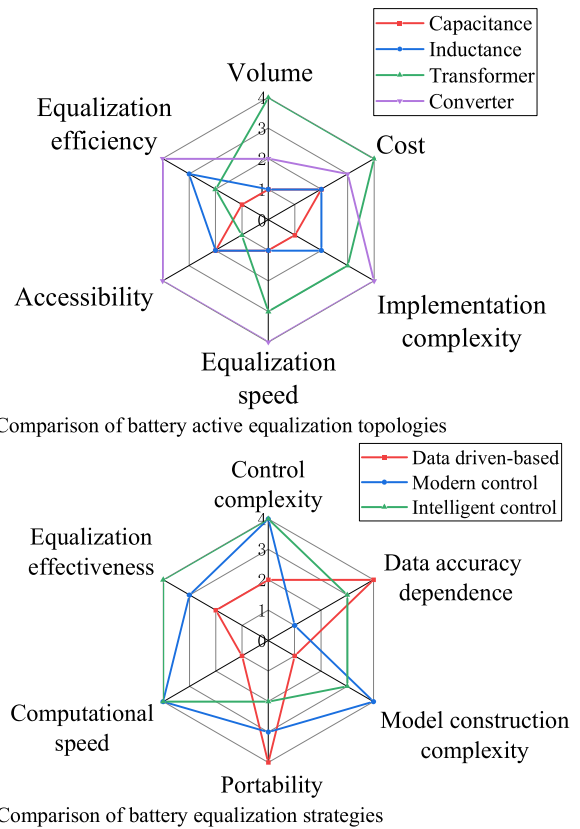 Capacitance
Inductance
Transformer
Converter
Volume
Equalization
efficiency
Cost
4
3
2
1
0
Accessibility
Implementation
complexity
Equalization
speed
Comparison of battery active equalization topologies
Data driven-based
Modern control
Intelligent control
Control
complexity
Equalization
effectiveness
Data accuracy
dependence
4
3
2
1
0
Computational
speed
Model construction
complexity
Portability
Comparison of battery equalization strategies